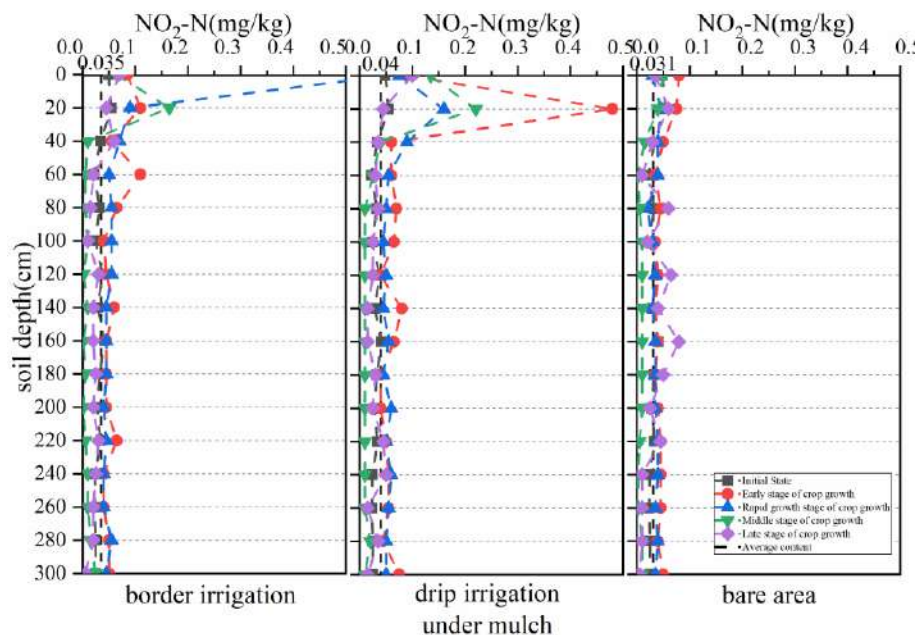 NO₂-N(mg/kg) NO₂-N(mg/kg) NO₂-N(mg/kg)
0.0 0.1 0.2 0.3 0.4 0.50.0 0.1 0.2 0.3 0.4 0.50.0 0.1 0.2 0.3 0.4 0.5
0.035 0.04 0.031
0
20
40
60
80
100
120
140
160
180
200
220
240
260
280
300
soil depth(cm)
Initial State
Early stage of crop growth
Rapid growth stage of crop growth
Middle stage of crop growth
Late stage of crop growth
Average content
border irrigation drip irrigation bare area
under mulch